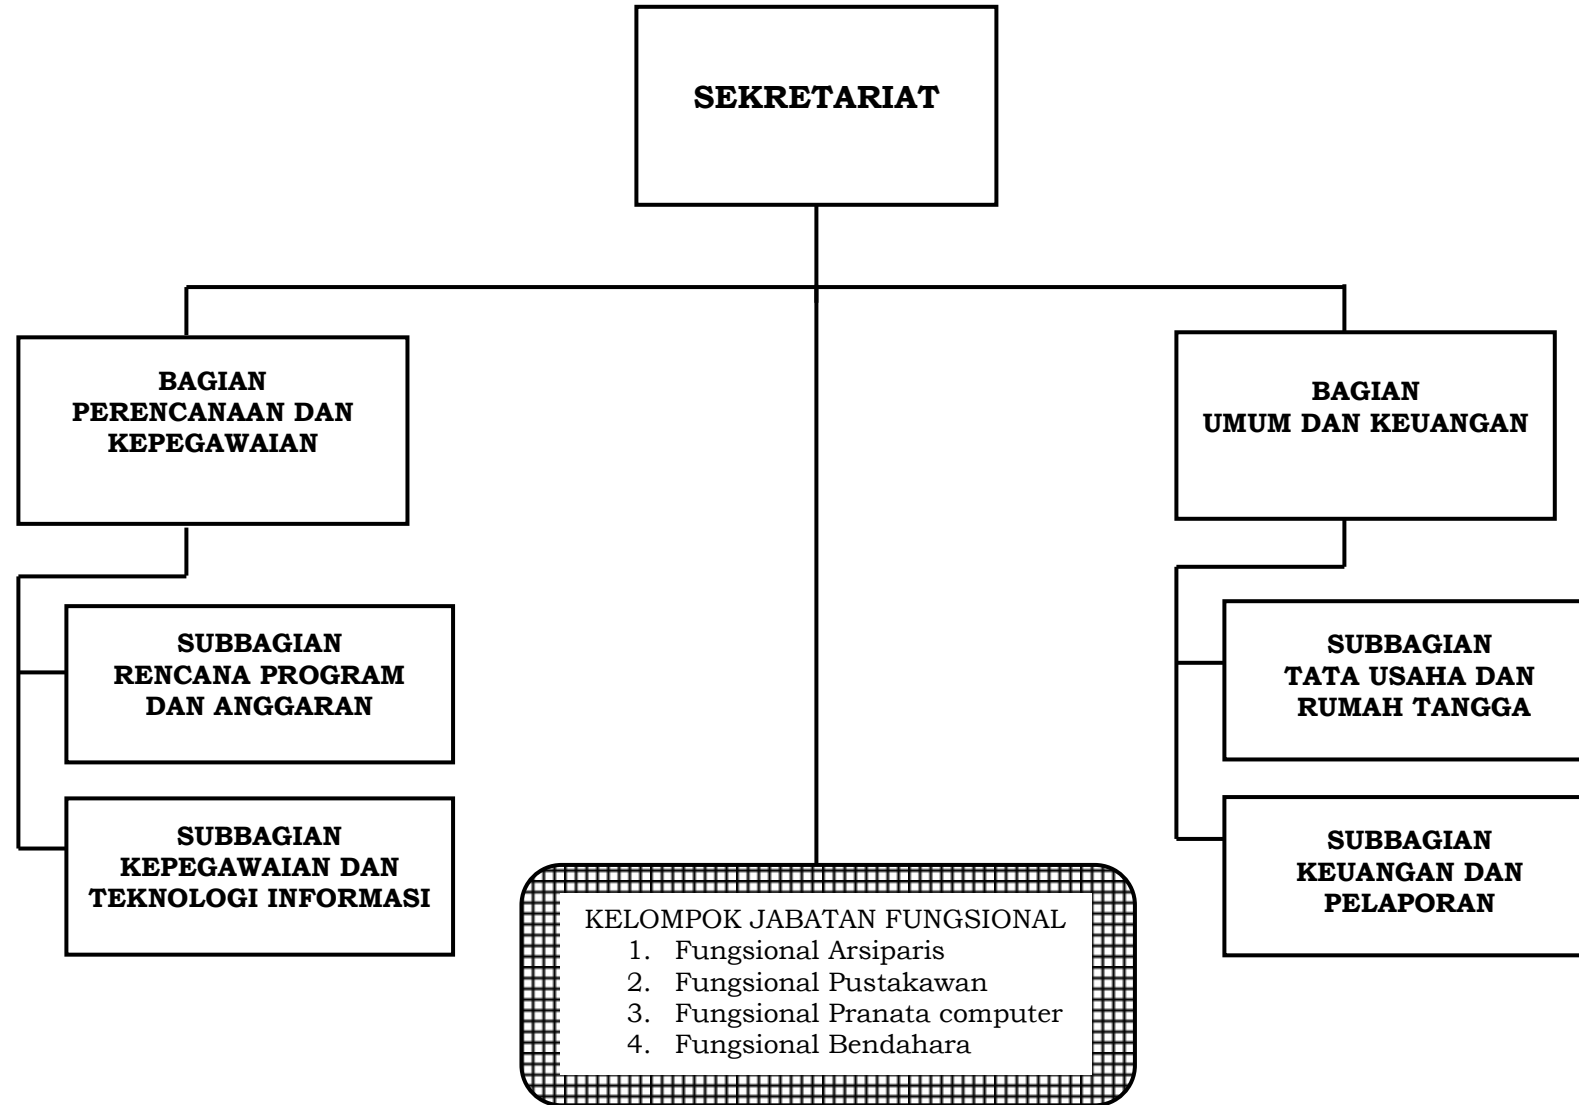 SEKRETARIAT
BAGIAN
PERENCANAAN DAN
KEPEGAWAIAN
BAGIAN
UMUM DAN KEUANGAN
SUBBAGIAN
RENCANA PROGRAM
DAN ANGGARAN
SUBBAGIAN
TATA USAHA DAN
RUMAH TANGGA
SUBBAGIAN
KEPEGAWAIAN DAN
TEKNOLOGI INFORMASI
SUBBAGIAN
KEUANGAN DAN
PELAPORAN
KELOMPOK JABATAN FUNGSIONAL
1. Fungsional Arsiparis
2. Fungsional Pustakawan
3. Fungsional Pranata computer
4. Fungsional Bendahara